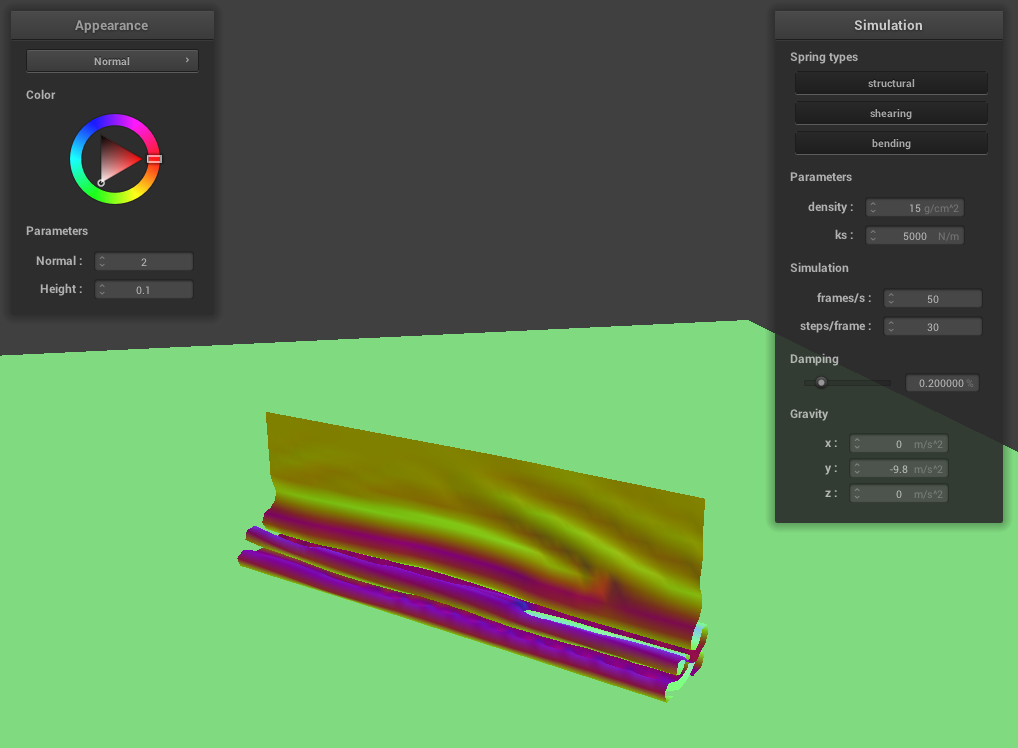 Appearance
Normal
Color
Parameters
Normal : 2
Height : 0.1
Simulation
Spring types
structural
shearing
bending
Parameters
density : 15 g/cm^2
ks : 5000 N/m
Simulation
frames/s : 50
steps/frame : 30
Damping
0.200000 %
Gravity
x : 0 m/s^2
y : -9.8 m/s^2
z : 0 m/s^2